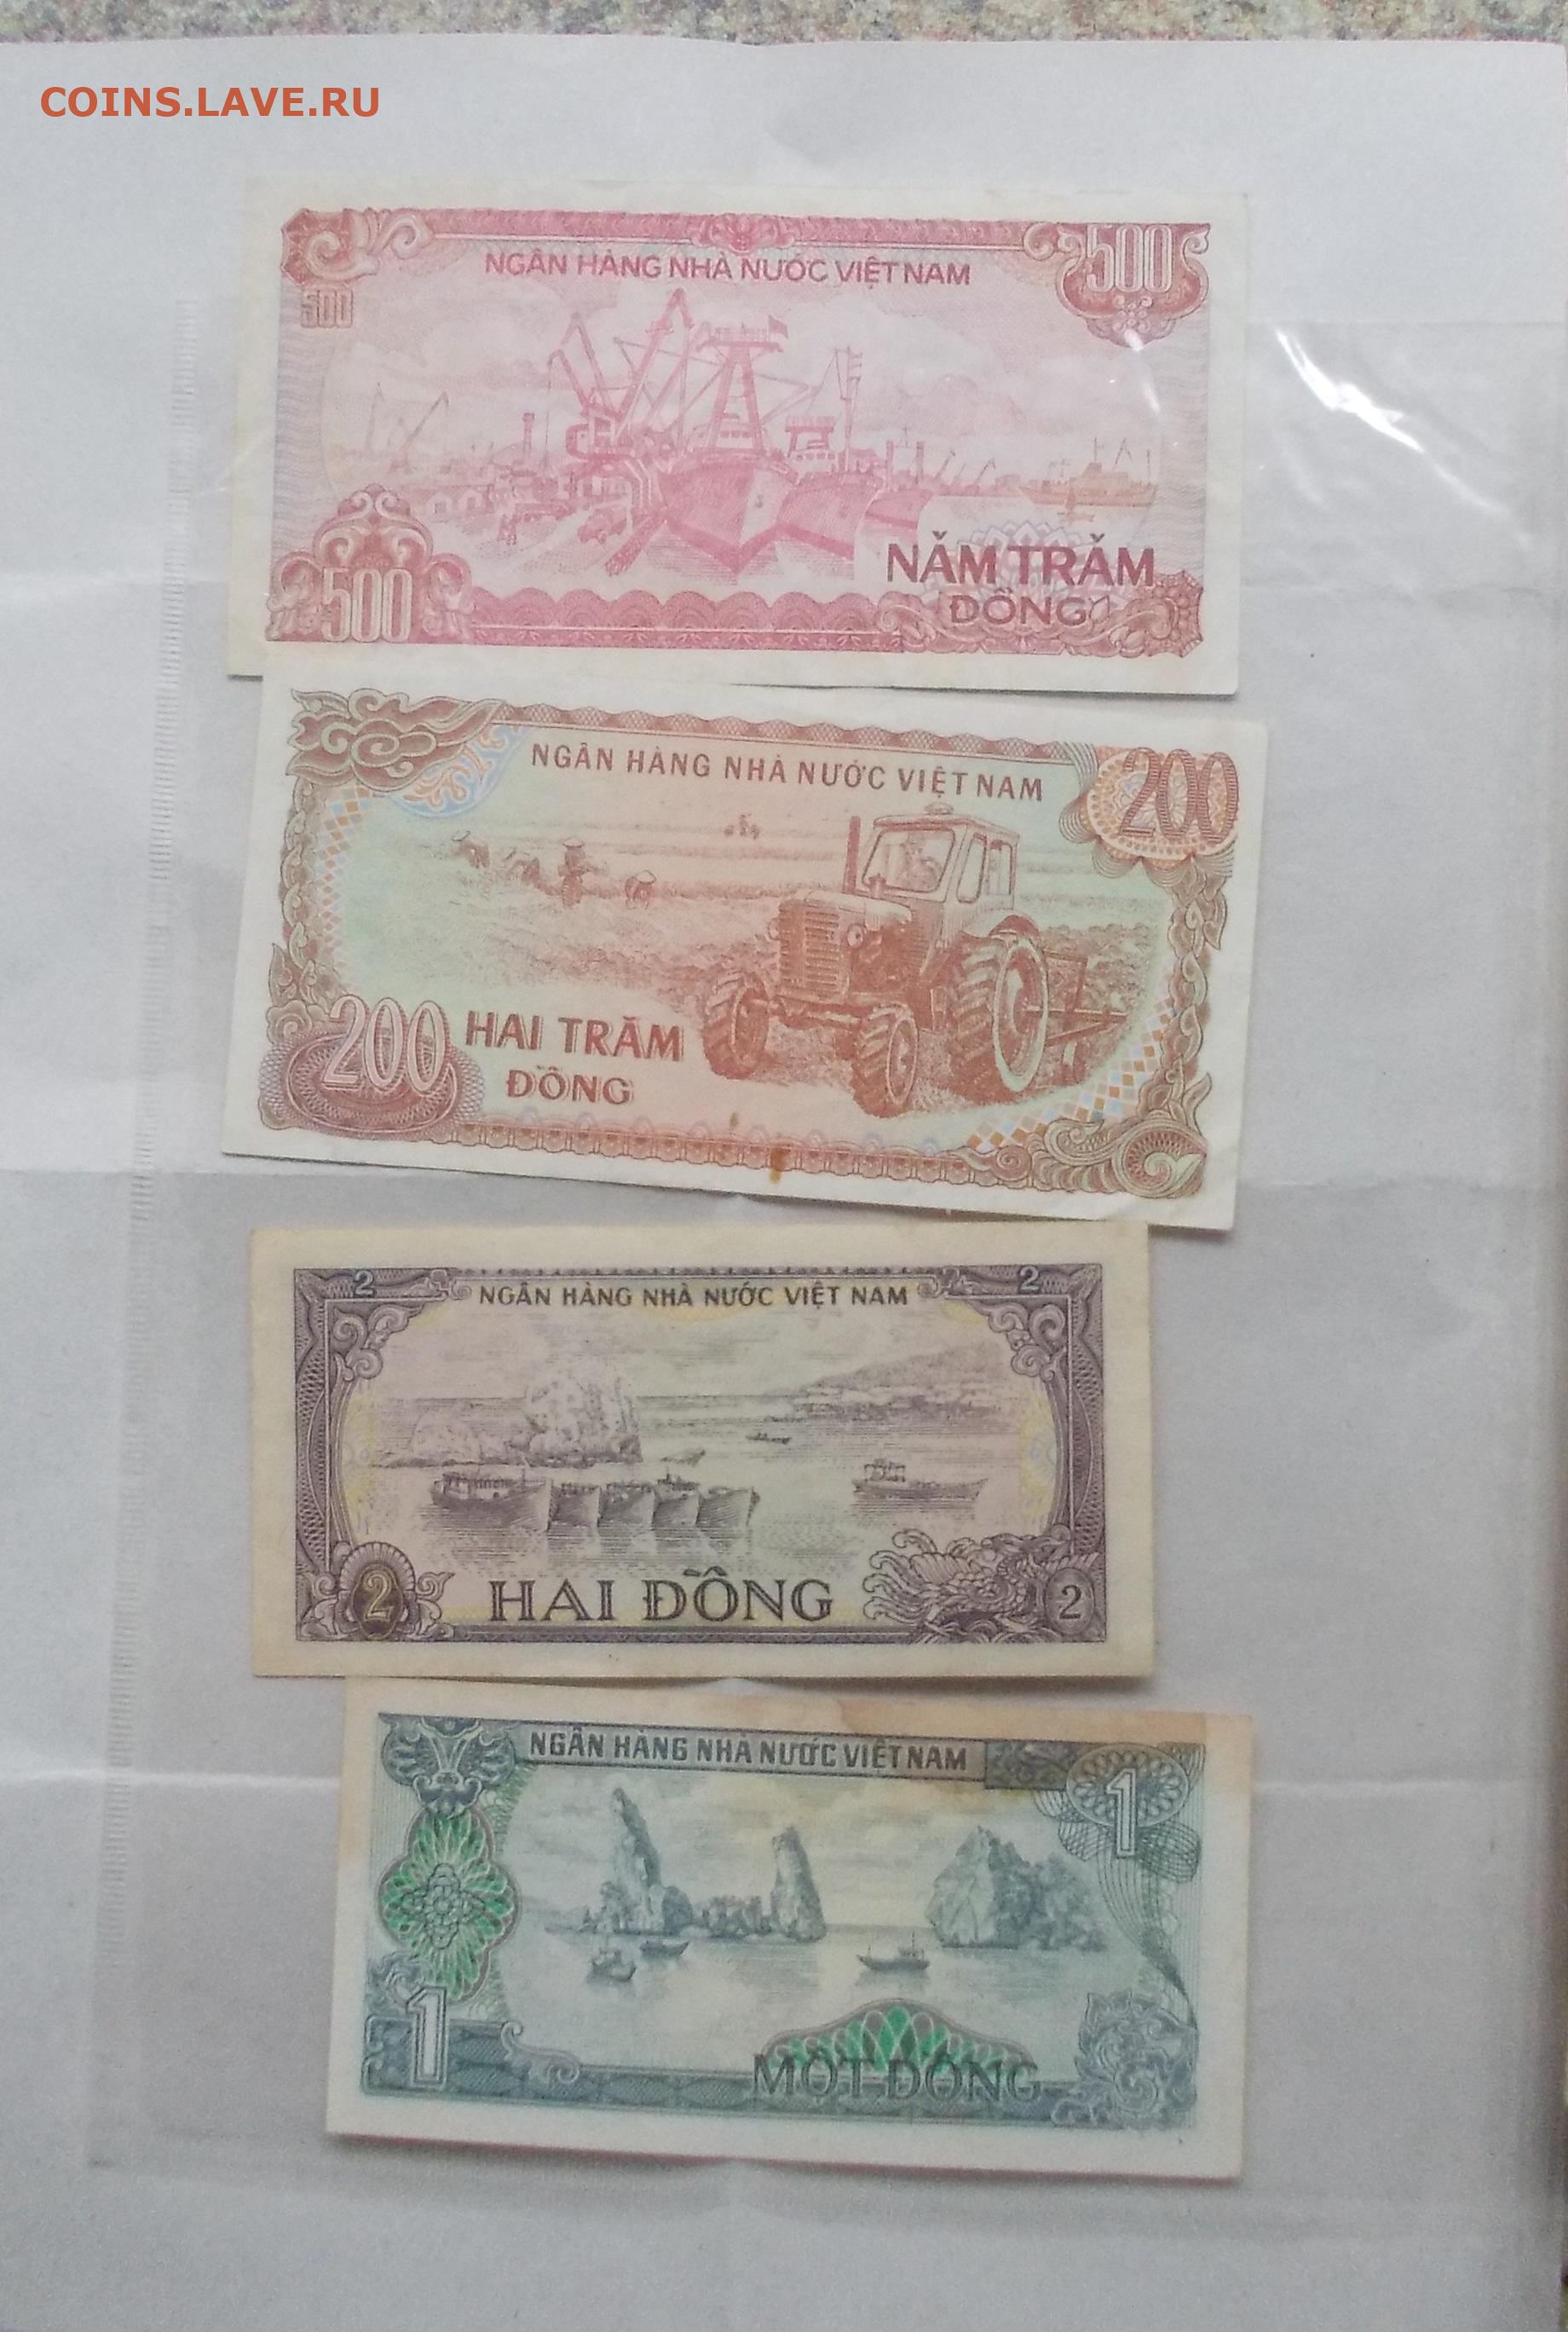 COINS.LAVE.RU
500
NGÂN HÀNG NHÀ NƯỚC VIỆT NAM
500
NĂM TRĂM
500
ĐỒNG
NGÂN HÀNG NHÀ NƯỚC VIỆT NAM
200
200
HAI TRĂM
ĐỒNG
2
2
NGÂN HÀNG NHÀ NƯỚC VIỆT NAM
2
HAI ĐỒNG
2
NGÂN HÀNG NHÀ NƯỚC VIỆT NAM
1
1
MỘT ĐỒNG